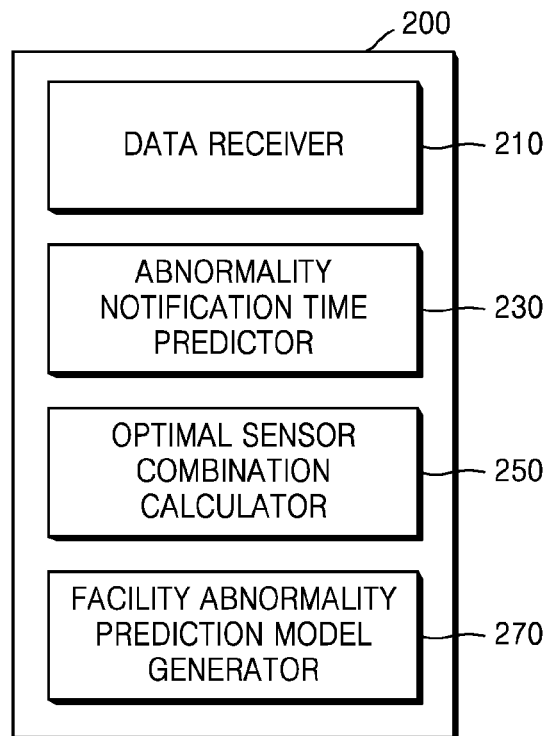 200
DATA RECEIVER
210
ABNORMALITY
NOTIFICATION TIME
PREDICTOR
230
OPTIMAL SENSOR
COMBINATION
CALCULATOR
250
FACILITY ABNORMALITY
PREDICTION MODEL
GENERATOR
270